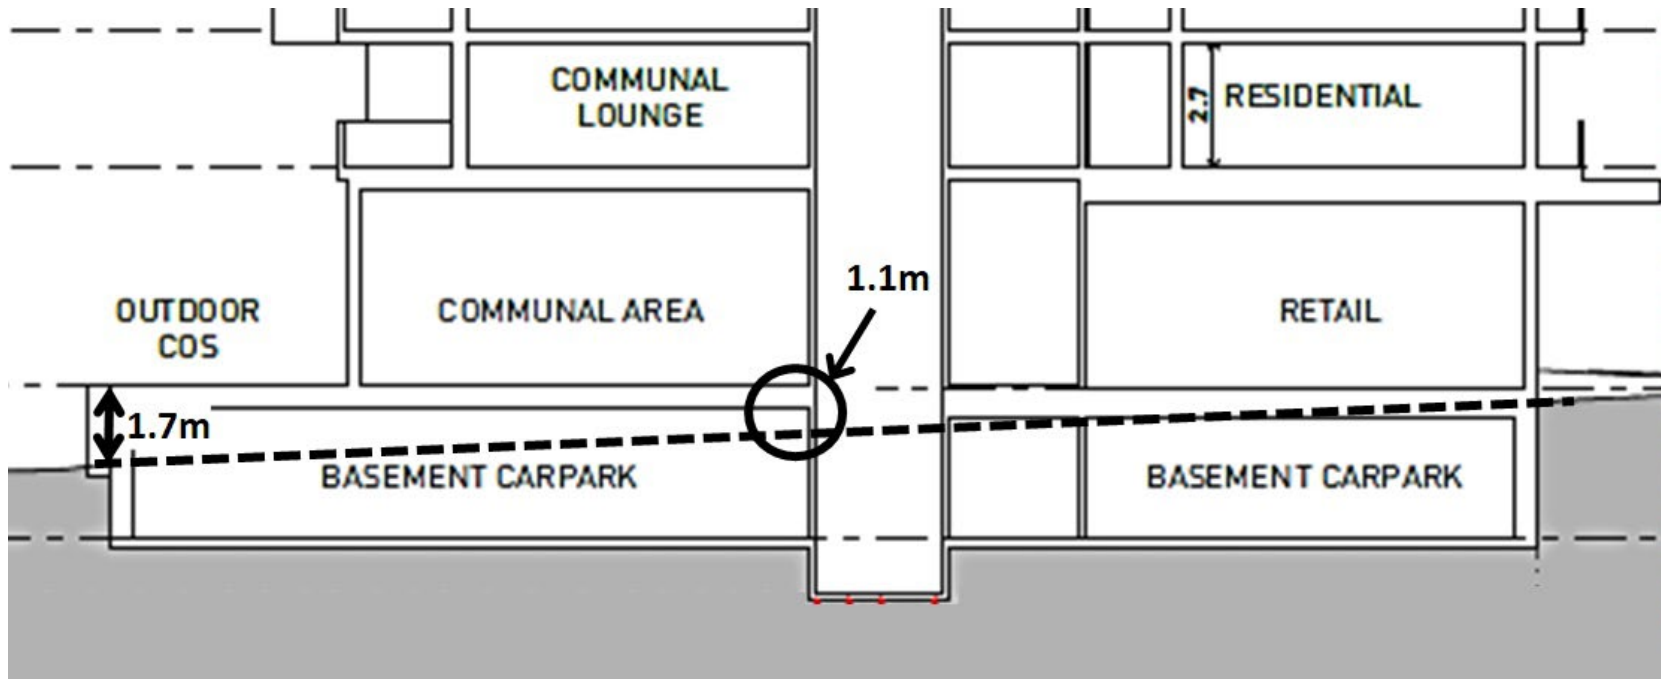 COMMUNAL
LOUNGE
2.7
RESIDENTIAL
1.1m
OUTDOOR
COS
COMMUNAL AREA
RETAIL
1.7m
BASEMENT CARPARK
BASEMENT CARPARK